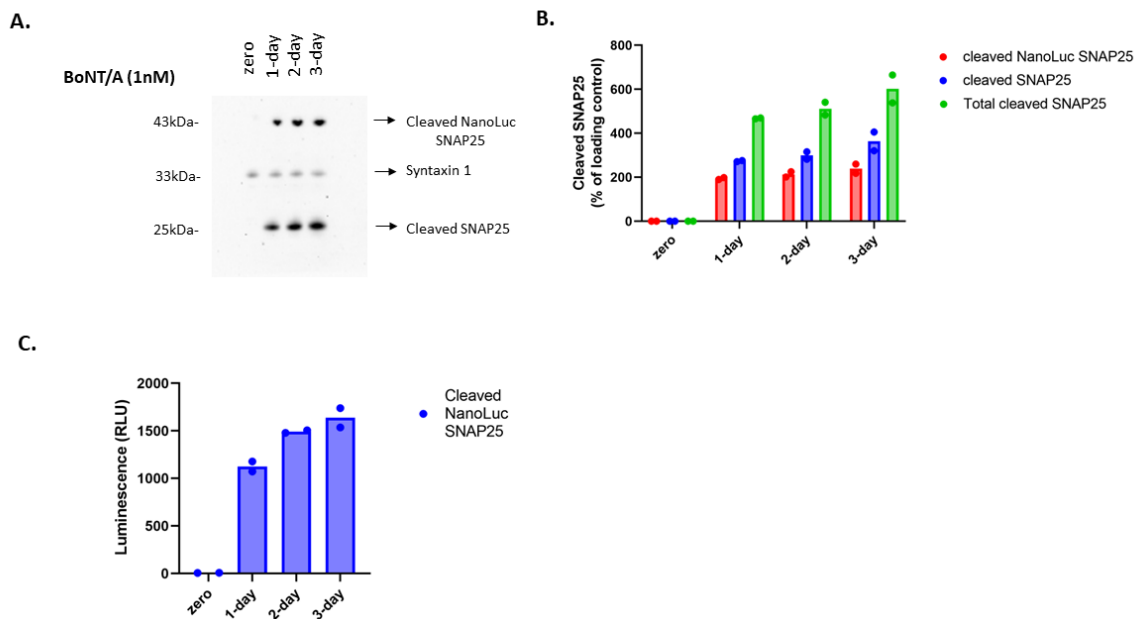 A.
BoNT/A (1nM)
zero
1-day
2-day
3-day
43kDa-
Cleaved NanoLuc
SNAP25
33kDa-
Syntaxin 1
25kDa-
Cleaved SNAP25
B.
Cleaved SNAP25
(% of loading control)
800
600
400
200
0
zero
1-day
2-day
3-day
cleaved NanoLuc SNAP25
cleaved SNAP25
Total cleaved SNAP25
C.
Luminescence (RLU)
2000
1500
1000
500
0
zero
1-day
2-day
3-day
Cleaved
NanoLuc
SNAP25